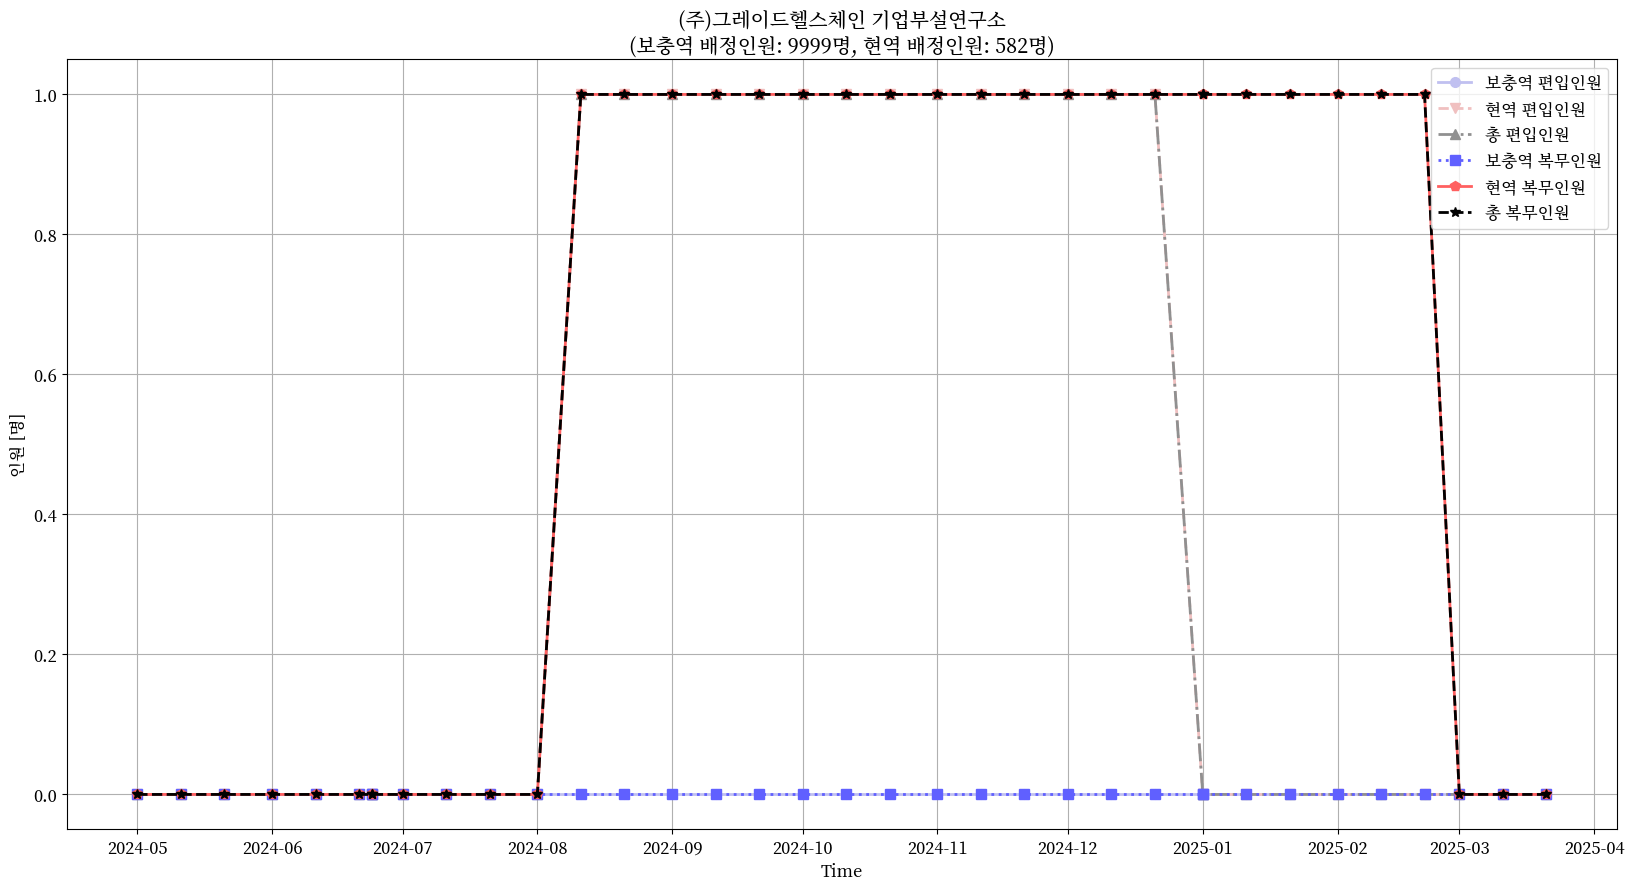 (주)그레이드헬스체인 기업부설연구소
(보충역 배정인원: 9999명, 현역 배정인원: 582명)
보충역 편입인원
현역 편입인원
총 편입인원
보충역 복무인원
현역 복무인원
총 복무인원
인원 [명]
1.0
0.8
0.6
0.4
0.2
0.0
2024-05
2024-06
2024-07
2024-08
2024-09
2024-10
2024-11
2024-12
2025-01
2025-02
2025-03
2025-04
Time